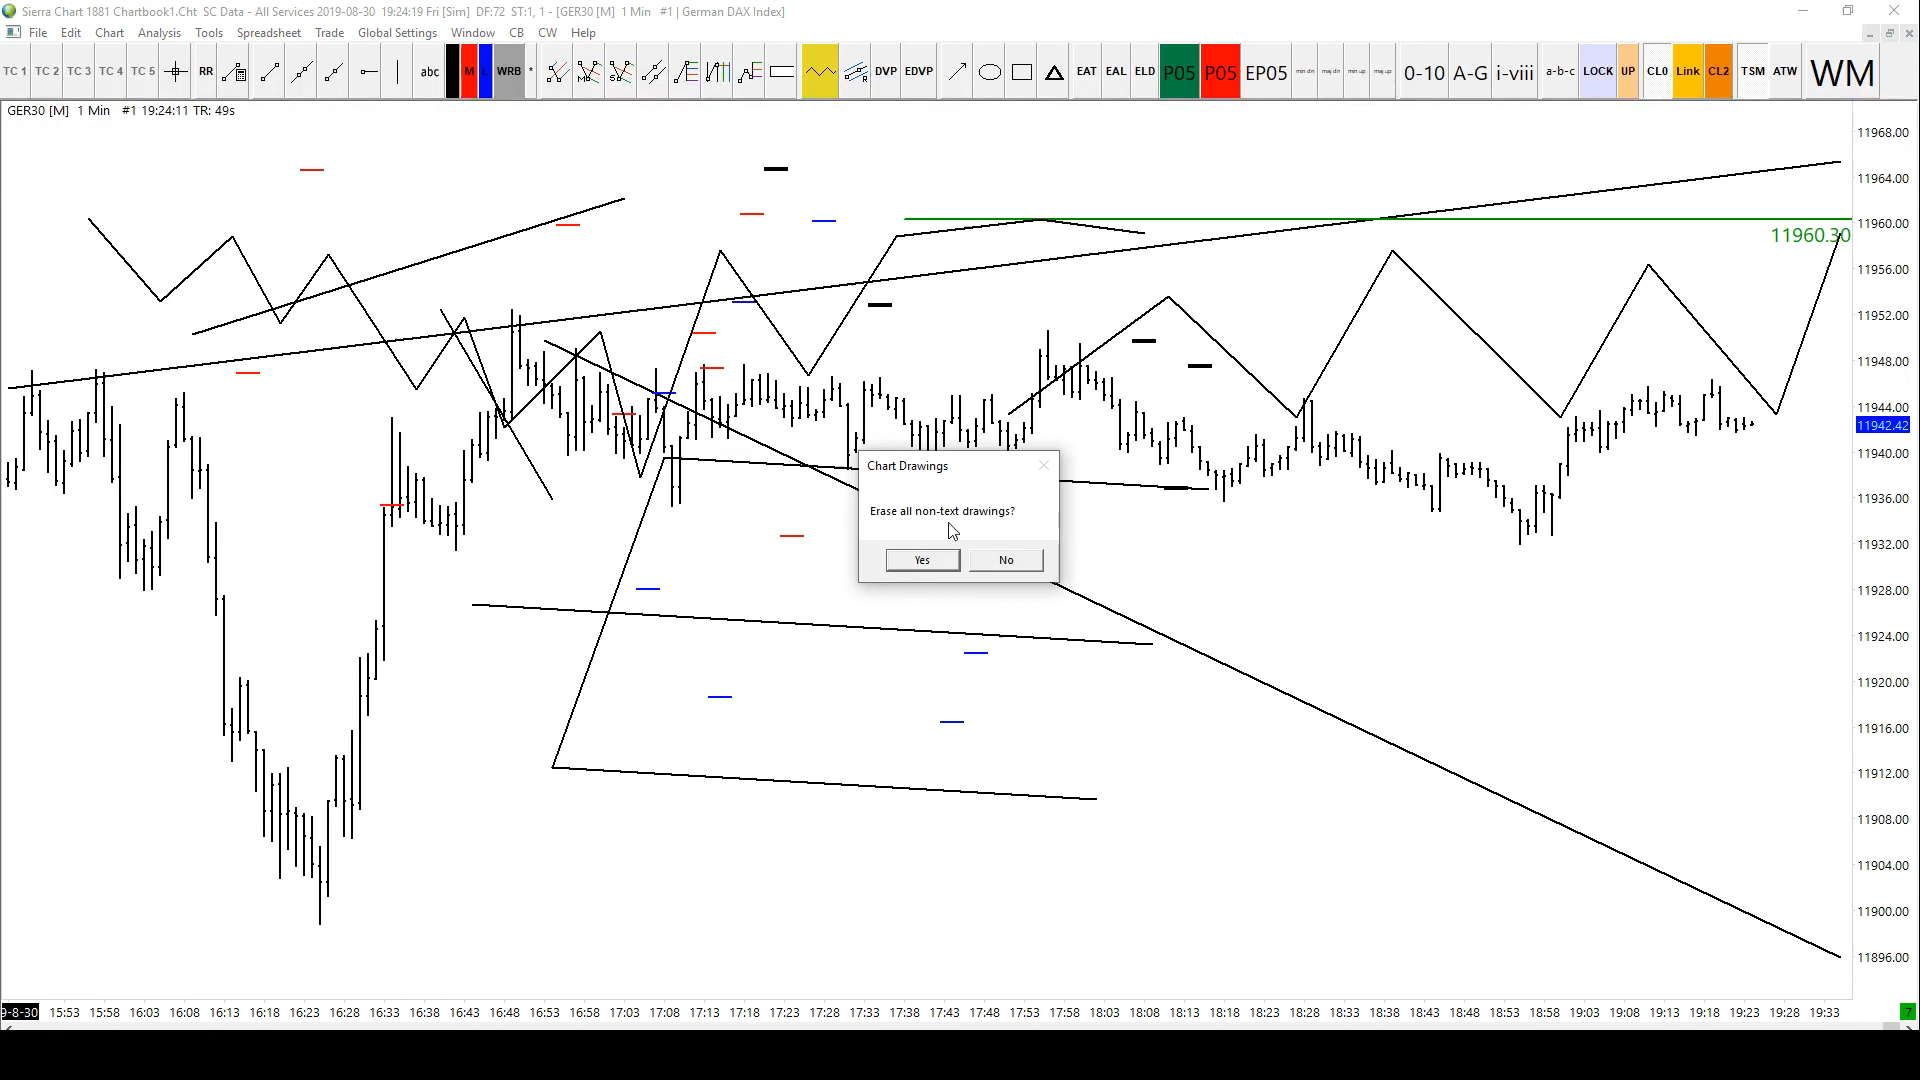 Sierra Chart 1881 Chartbook1.Cht  SC Data - All Services 2019-08-30  19:24:19 Fri [Sim]  DF:72  ST:1, 1 - [GER30 [M]  1 Min   #1 | German DAX Index]
File Edit Chart Analysis Tools Spreadsheet Trade Global Settings Window CB CW Help
TC 1 TC 2 TC 3 TC 4 TC 5 RR abc M L WRB * DVP EDVP EAT EAL ELD P05 P05 EP05 min dn maj dn min up maj up 0-10 A-G i-viii a-b-c LOCK UP CL0 Link CL2 TSM ATW WM
GER30 [M]  1 Min   #1 19:24:11 TR: 49s
11968.00
11964.00
11960.00
11960.30
11956.00
11952.00
11948.00
11944.00
11942.42
11940.00
Chart Drawings
11936.00
Erase all non-text drawings?
11932.00
Yes No
11928.00
11924.00
11920.00
11916.00
11912.00
11908.00
11904.00
11900.00
11896.00
9-8-30 15:53 15:58 16:03 16:08 16:13 16:18 16:23 16:28 16:33 16:38 16:43 16:48 16:53 16:58 17:03 17:08 17:13 17:18 17:23 17:28 17:33 17:38 17:43 17:48 17:53 17:58 18:03 18:08 18:13 18:18 18:23 18:28 18:33 18:38 18:43 18:48 18:53 18:58 19:03 19:08 19:13 19:18 19:23 19:28 19:33 7